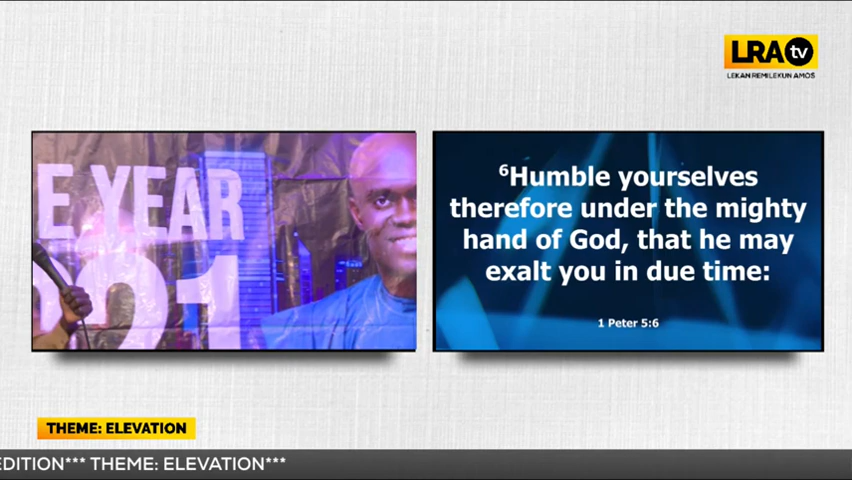 LRA tv
LEKAN REMILEKUN AMOS
E YEAR
021
6Humble yourselves
therefore under the mighty
hand of God, that he may
exalt you in due time:
1 Peter 5:6
THEME: ELEVATION
EDITION*** THEME: ELEVATION***